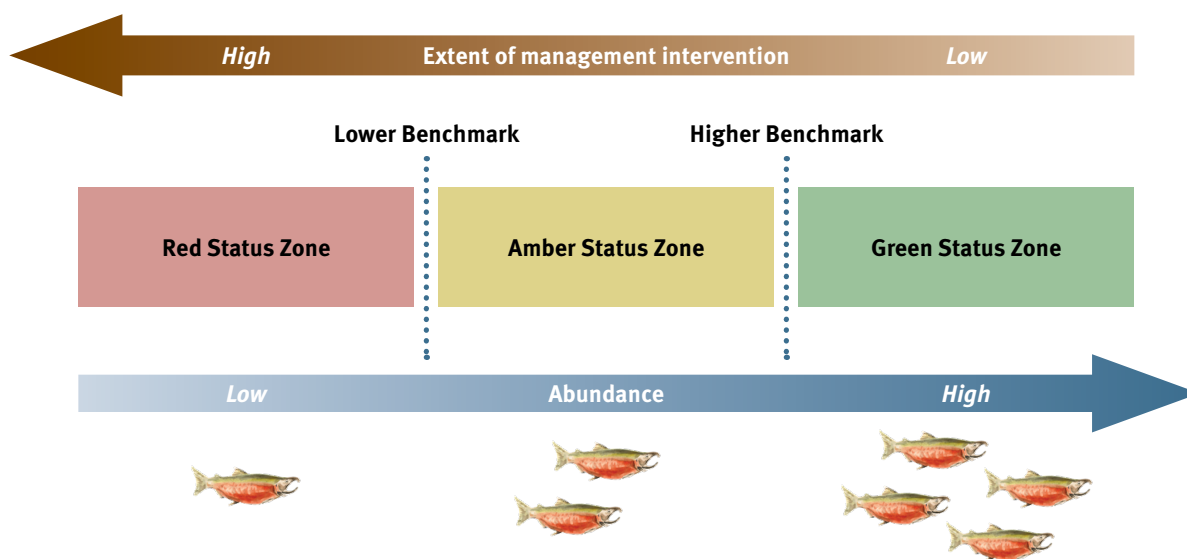 High Extent of management intervention Low
Lower Benchmark Higher Benchmark
Red Status Zone Amber Status Zone Green Status Zone
Low Abundance High